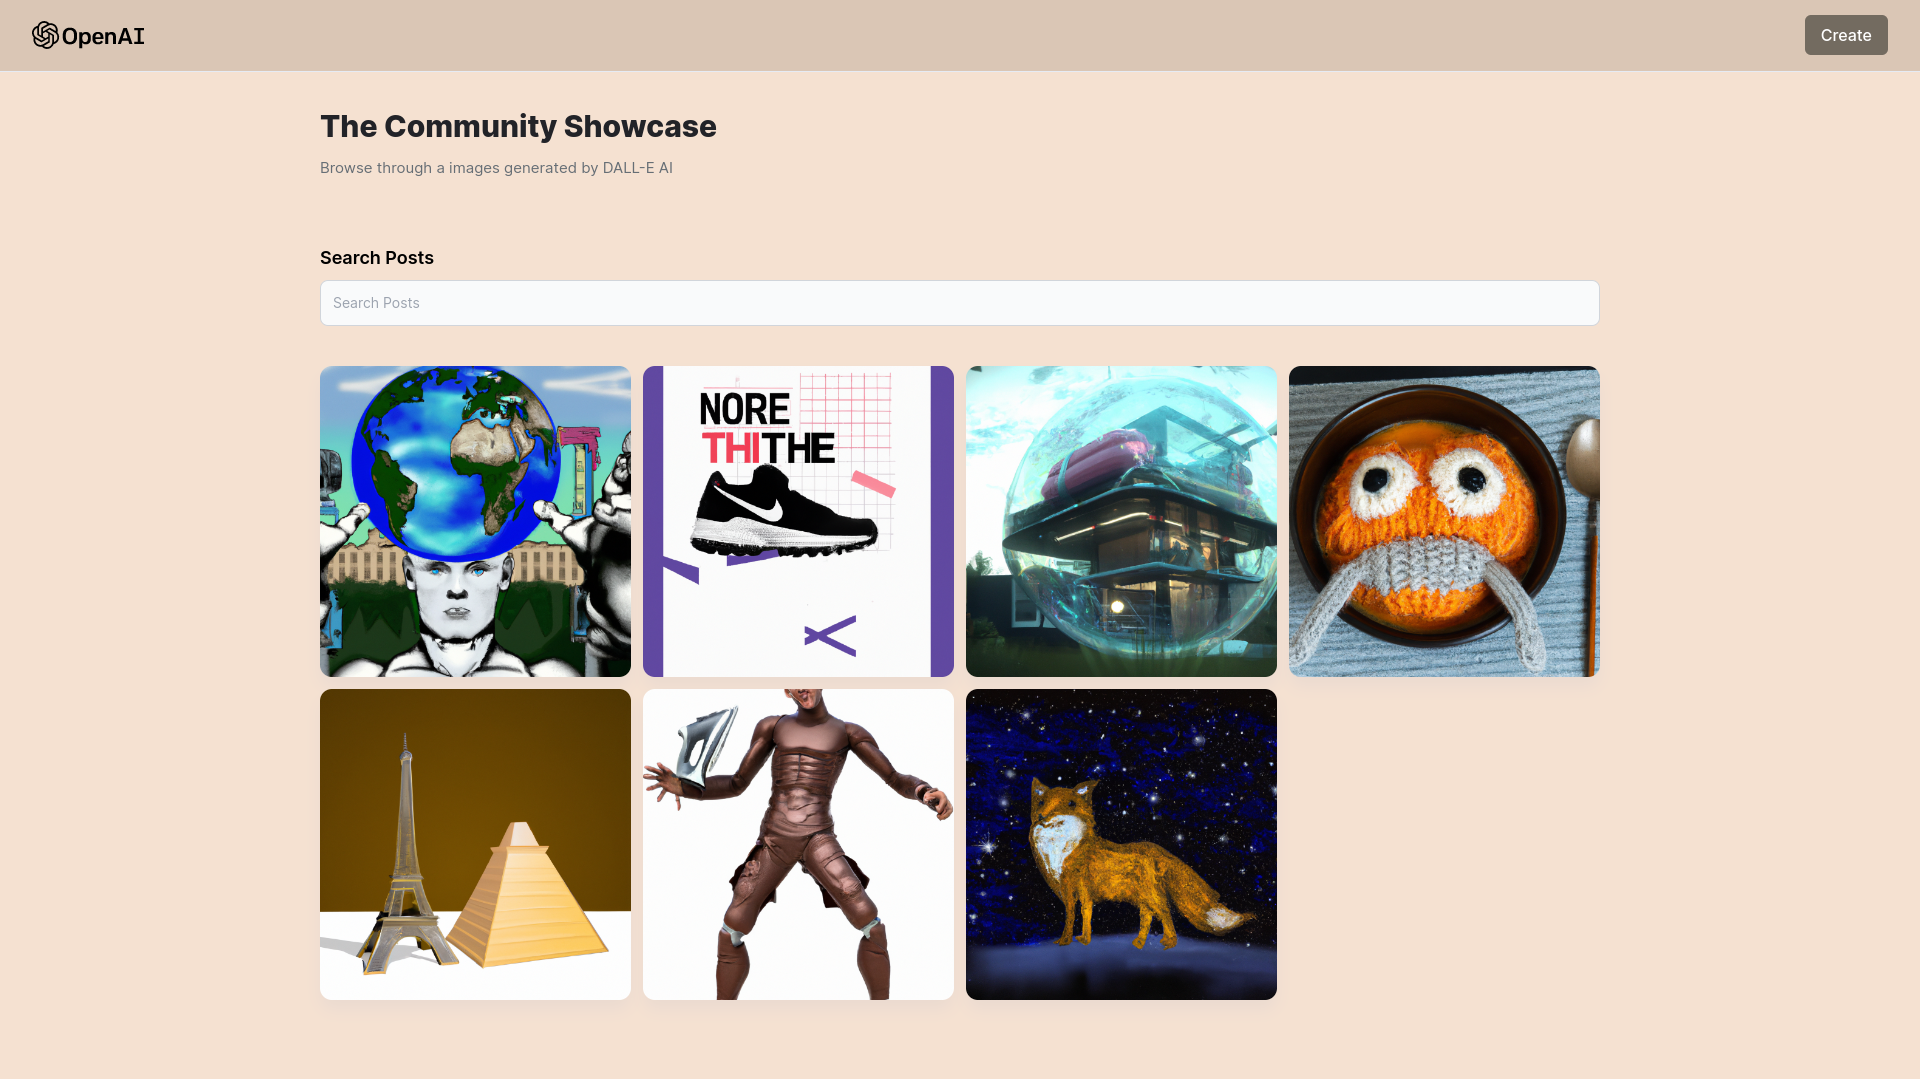 OpenAI
Create
The Community Showcase
Browse through a images generated by DALL-E AI
Search Posts
Search Posts
NORE
THITHE